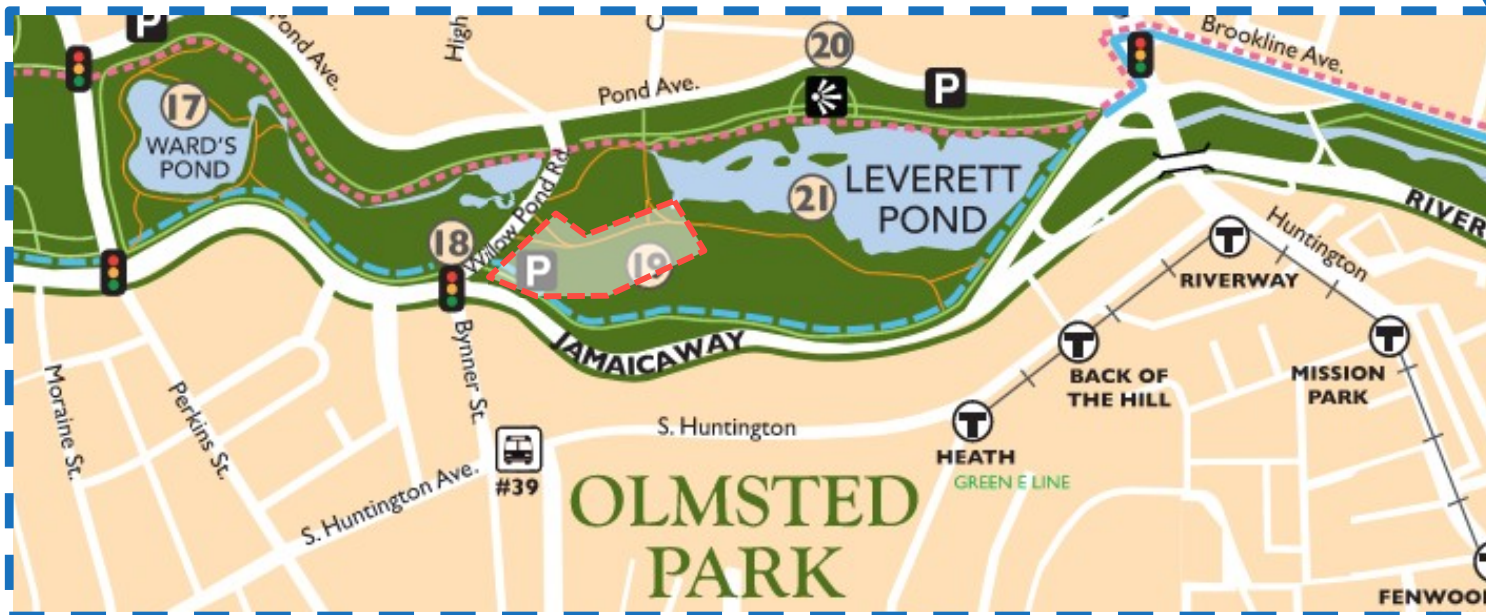 P
Pond Ave.
High
C
20
Brookline Ave.
17
WARD'S
POND
Pond Ave.
P
LEVERETT
POND
21
Willow Pond Rd
18
P
19
RIVER
Huntington
T
RIVERWAY
JAMAICAWAY
Bynner St.
Moraine St.
Perkins St.
T
BACK OF
THE HILL
T
MISSION
PARK
S. Huntington
T
HEATH
GREEN E LINE
#39
S. Huntington Ave.
OLMSTED
PARK
T
FENWOO